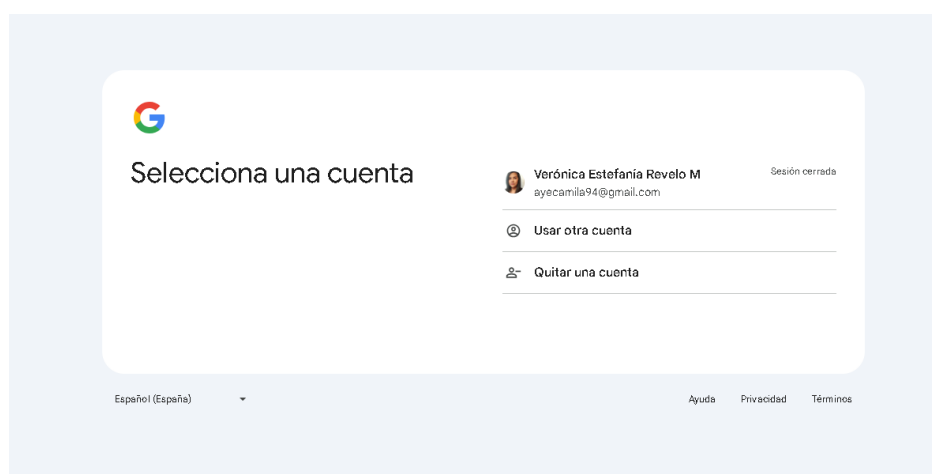 Selecciona una cuenta
Verónica Estefanía Revelo M
Sesión cerrada
ayecamila94@gmail.com
Usar otra cuenta
Quitar una cuenta
Español (España)
Ayuda
Privacidad
Términos